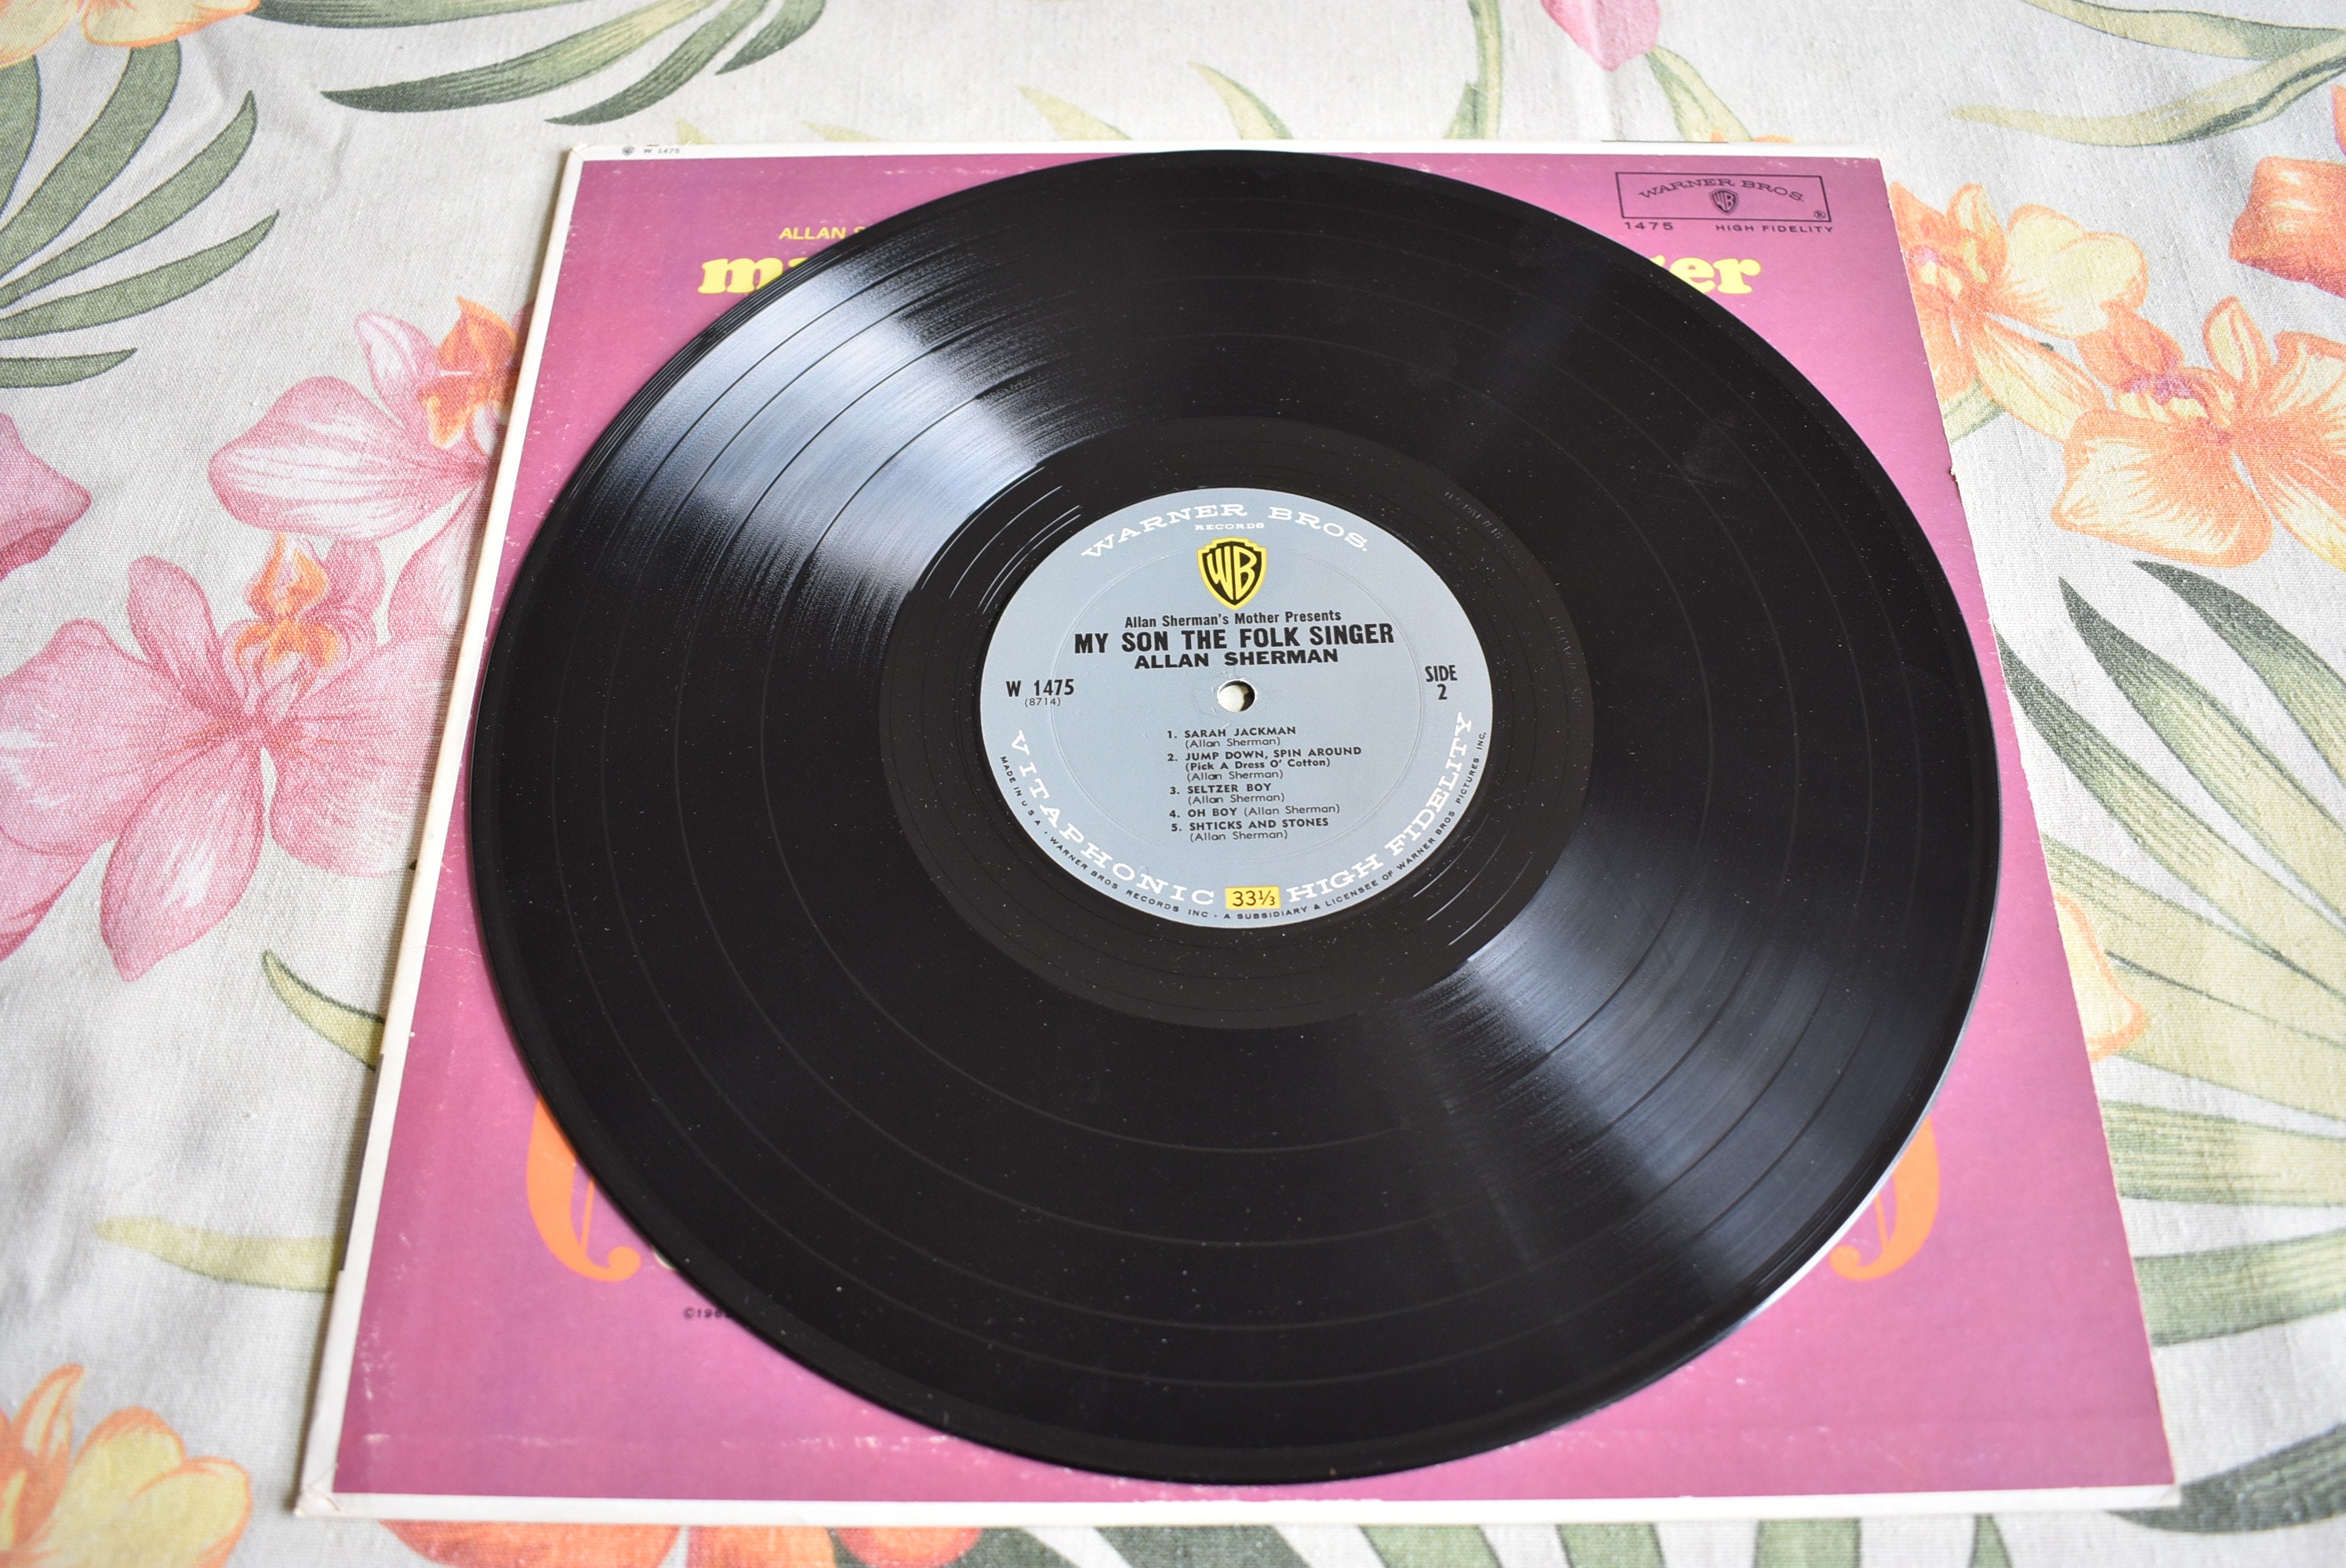 W 1475
WARNER BROS.
WB
®
1475 HIGH FIDELITY
ALLAN
WARNER BROS.
RECORDS
WB
Allan Sherman's Mother Presents
MY SON THE FOLK SINGER
ALLAN SHERMAN
W 1475
(8714)
SIDE
2
1. SARAH JACKMAN
(Allan Sherman)
2. JUMP DOWN, SPIN AROUND
(Pick A Dress O' Cotton)
(Allan Sherman)
3. SELTZER BOY
(Allan Sherman)
4. OH BOY (Allan Sherman)
5. SHTICKS AND STONES
(Allan Sherman)
VITAPHONIC 33⅓ HIGH FIDELITY
MADE IN U.S.A. · WARNER BROS. RECORDS INC · A SUBSIDIARY & LICENSEE OF WARNER BROS. PICTURES INC.